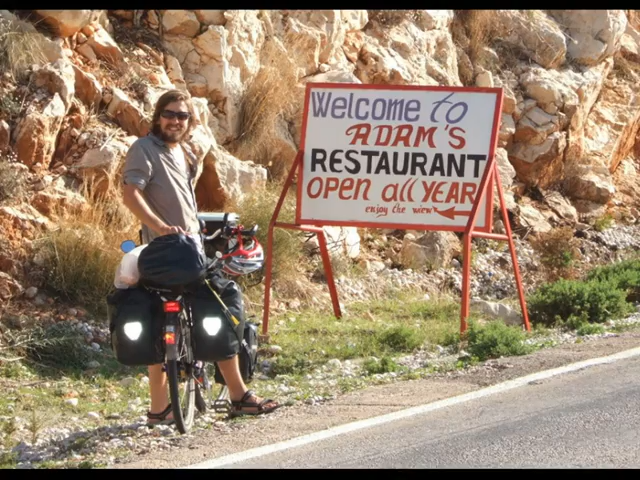 Welcome to
ADAM'S
RESTAURANT
OPEN all YEAR
enjoy the view